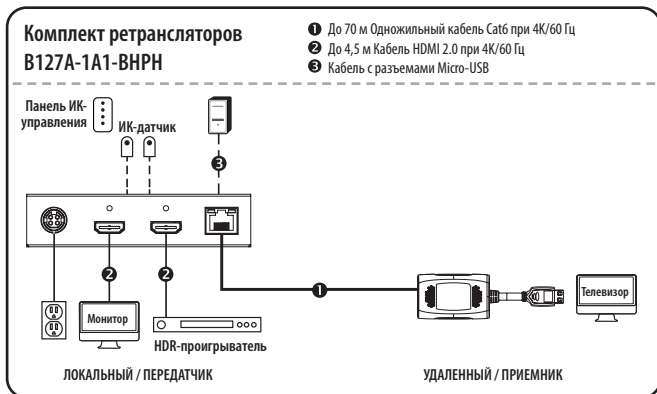 Комплект ретрансляторов
B127A-1A1-BHPH
❶ До 70 м Одножильный кабель Cat6 при 4K/60 Гц
❷ До 4,5 м Кабель HDMI 2.0 при 4K/60 Гц
❸ Кабель с разъемами Micro-USB
Панель ИК-
управления
ИК-датчик
❸
❷
❷
❶
Монитор
HDR-проигрыватель
Телевизор
ЛОКАЛЬНЫЙ / ПЕРЕДАТЧИК
УДАЛЕННЫЙ / ПРИЕМНИК